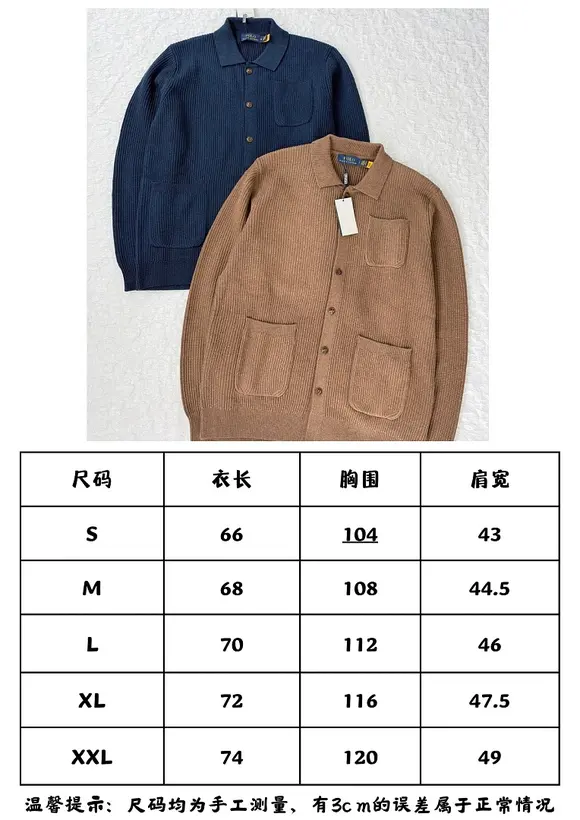 POLO
POLO
尺码 衣长 胸围 肩宽
S 66 104 43
M 68 108 44.5
L 70 112 46
XL 72 116 47.5
XXL 74 120 49
温馨提示：尺码均为手工测量、有3cm的误差属于正常情况